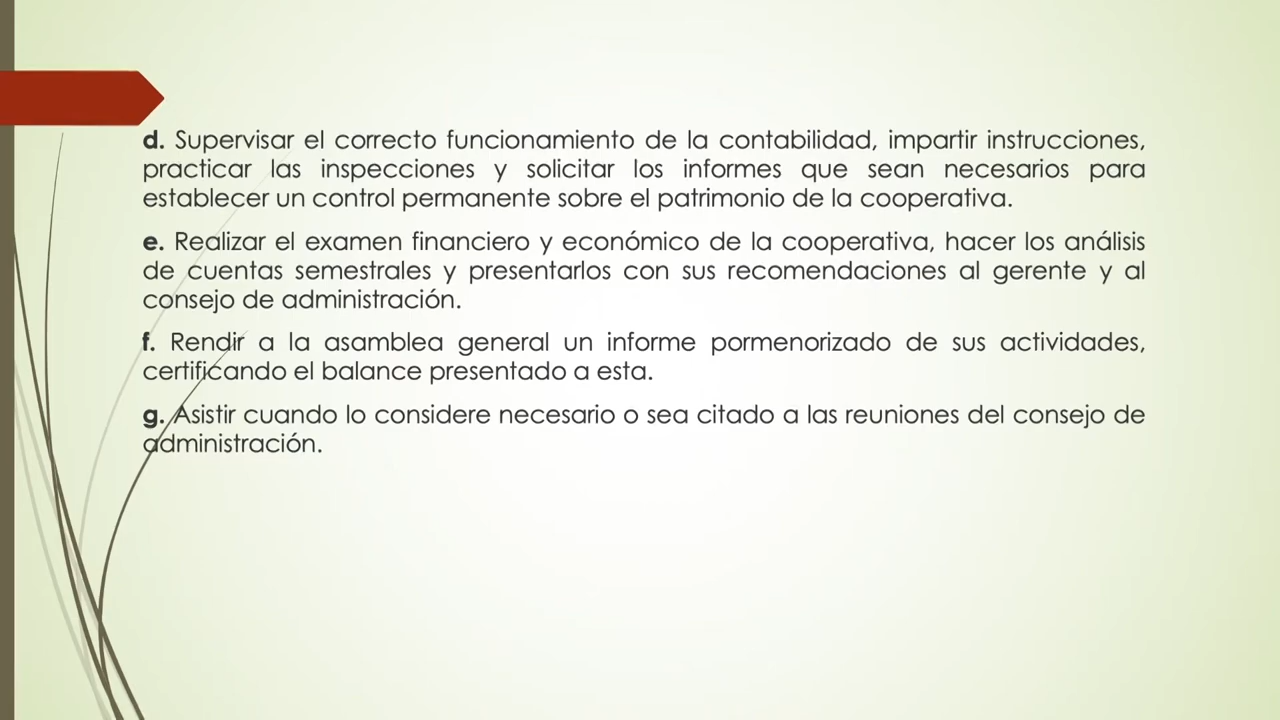 d. Supervisar el correcto funcionamiento de la contabilidad, impartir instrucciones,
practicar las inspecciones y solicitar los informes que sean necesarios para
establecer un control permanente sobre el patrimonio de la cooperativa.
e. Realizar el examen financiero y económico de la cooperativa, hacer los análisis
de cuentas semestrales y presentarlos con sus recomendaciones al gerente y al
consejo de administración.
f. Rendir a la asamblea general un informe pormenorizado de sus actividades,
certificando el balance presentado a esta.
g. Asistir cuando lo considere necesario o sea citado a las reuniones del consejo de
administración.